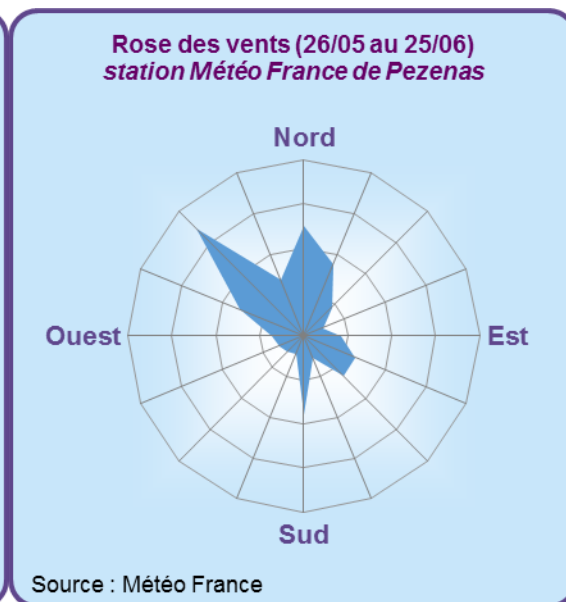 Rose des vents (26/05 au 25/06)
station Météo France de Pezenas
Nord
Ouest
Est
Sud
Source : Météo France